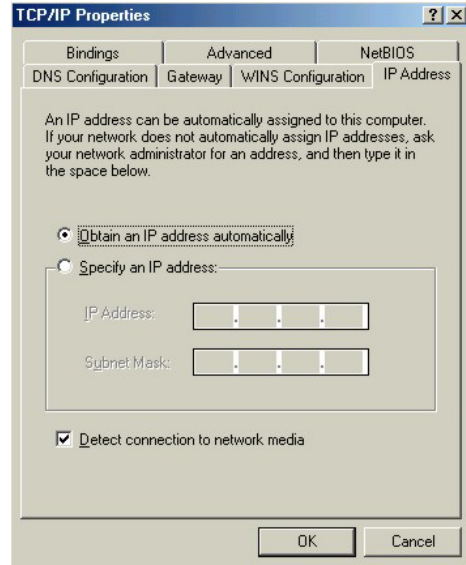 TCP/IP Properties
Bindings Advanced NetBIOS
DNS Configuration Gateway WINS Configuration IP Address
An IP address can be automatically assigned to this computer.
If your network does not automatically assign IP addresses, ask
your network administrator for an address, and then type it in
the space below.
Obtain an IP address automatically
Specify an IP address:
IP Address:
. . .
Subnet Mask:
. . .
Detect connection to network media
OK Cancel